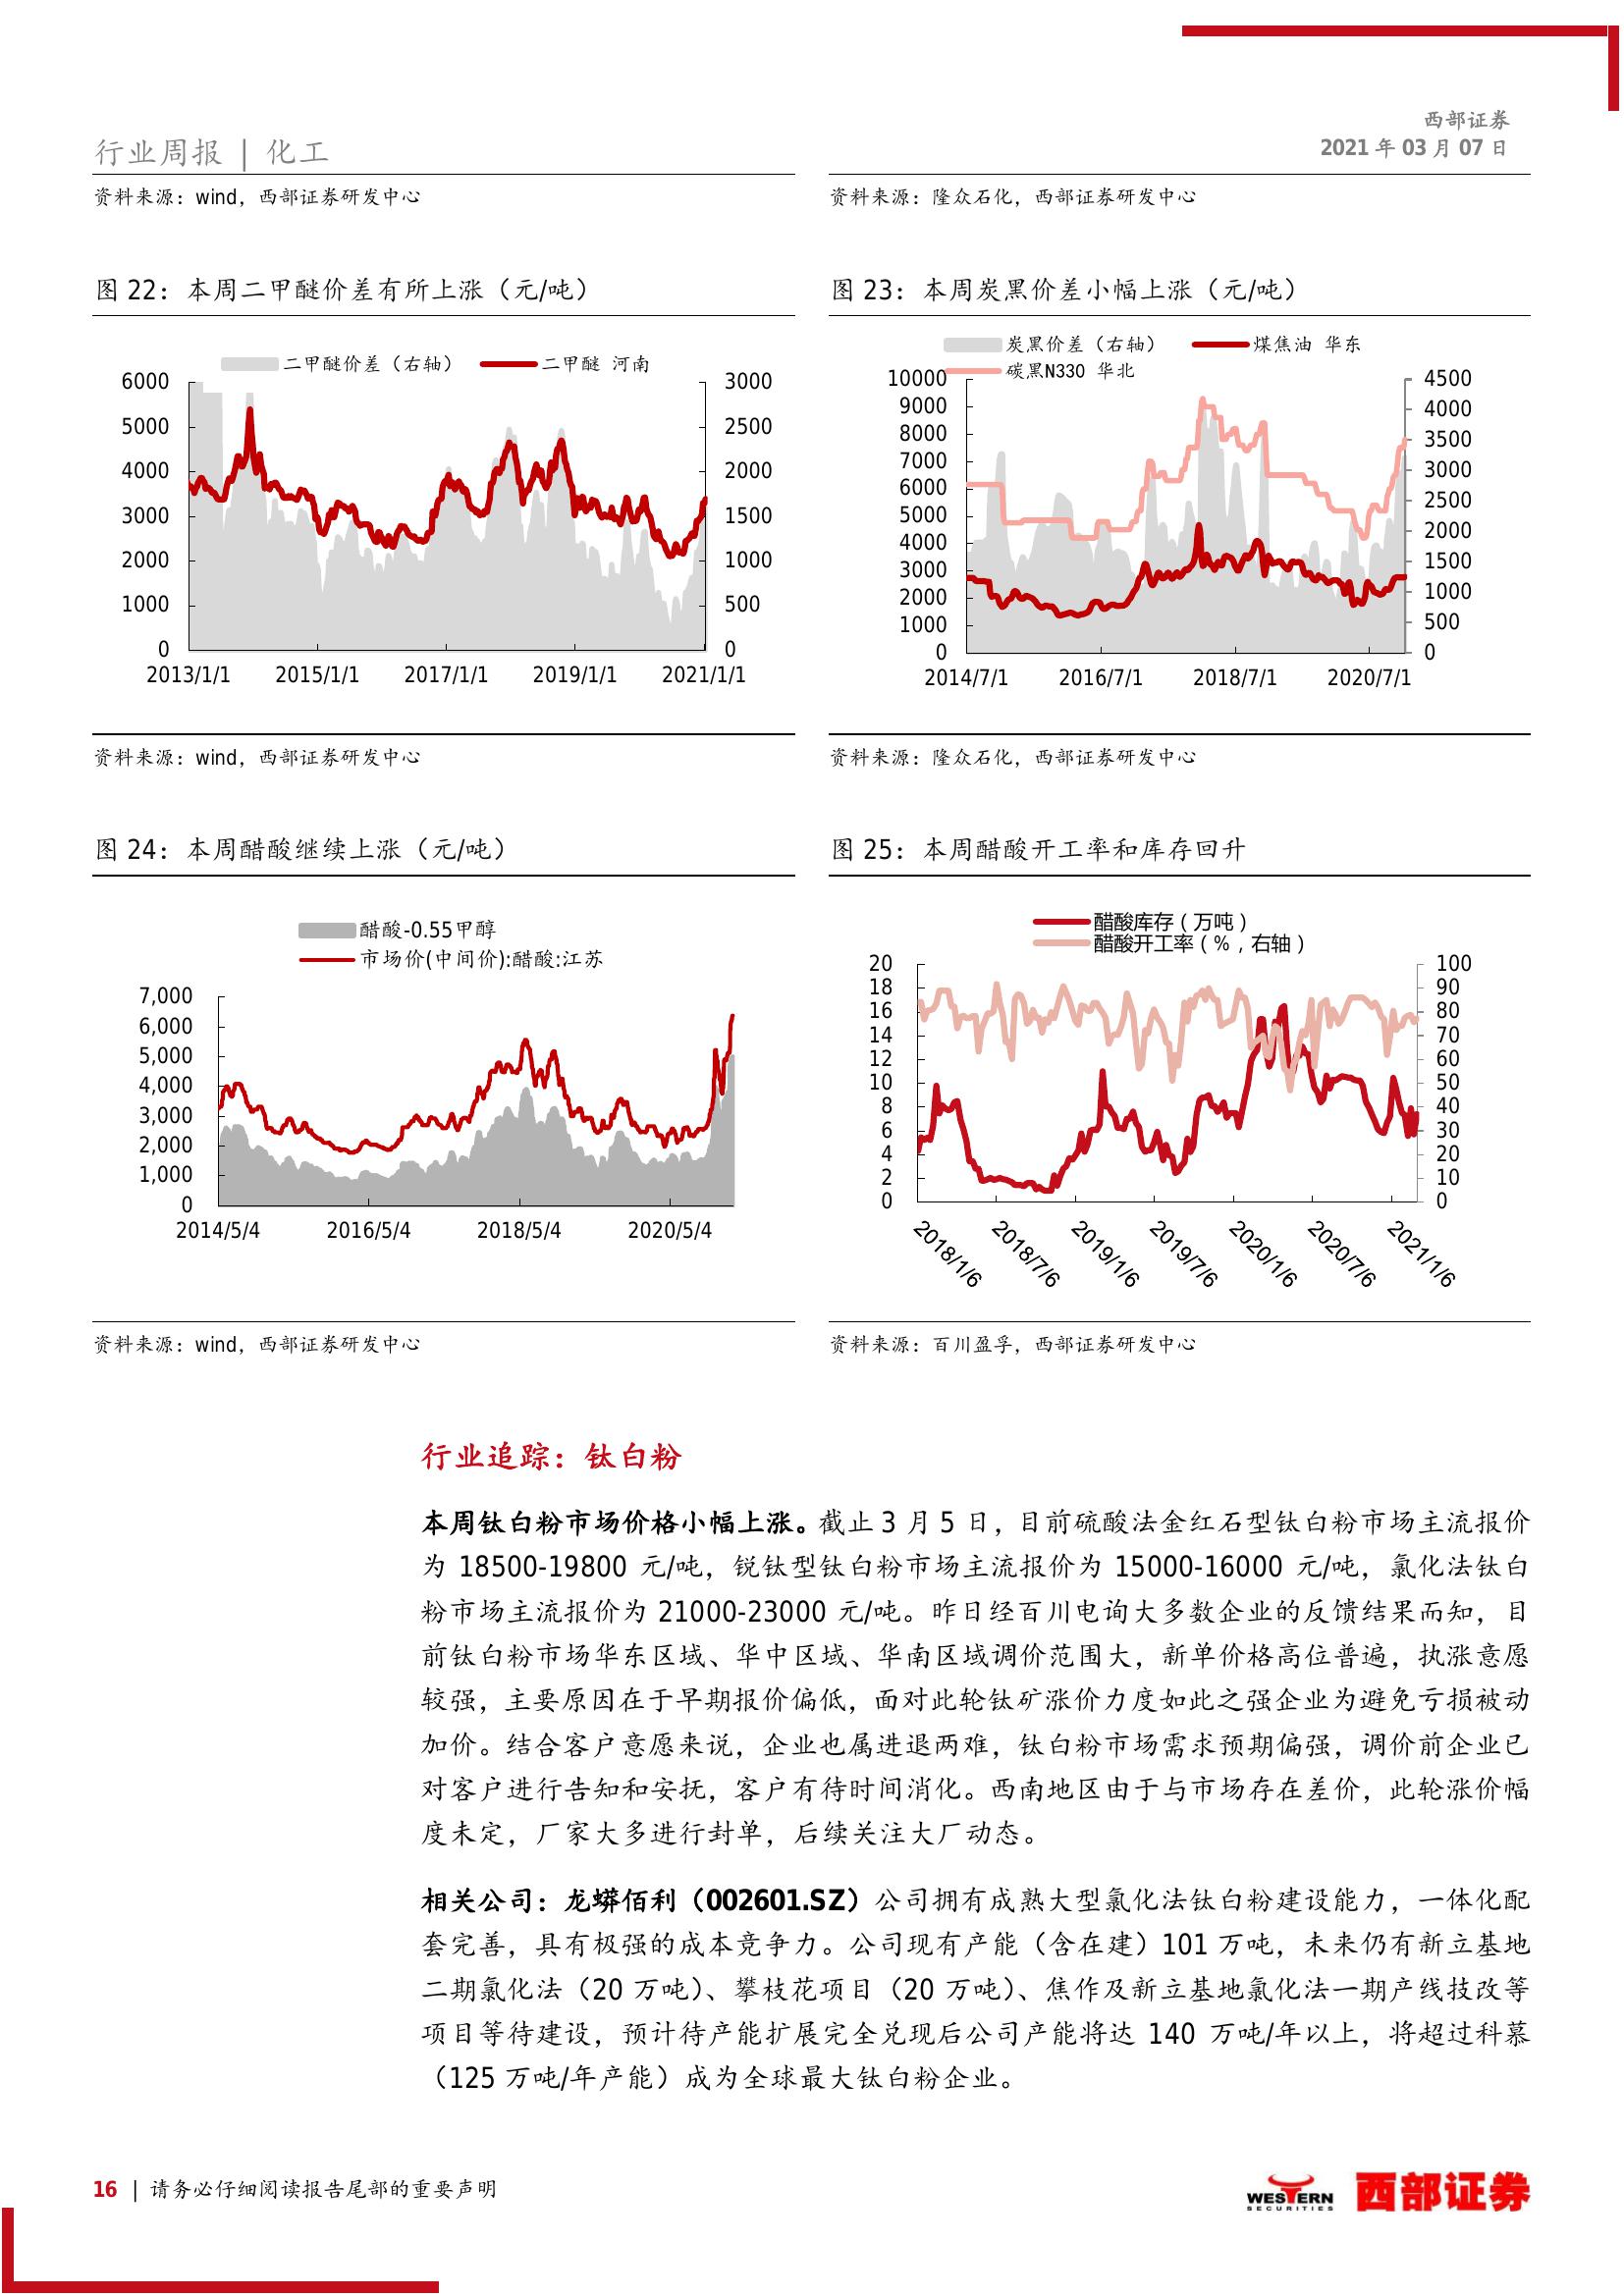 行业周报 | 化工
西部证券
2021 年 03 月 07 日
资料来源：wind，西部证券研发中心
资料来源：隆众石化，西部证券研发中心
图 22：本周二甲醚价差有所上涨（元/吨）
二甲醚价差（右轴）
二甲醚 河南
6000
5000
4000
3000
2000
1000
0
3000
2500
2000
1500
1000
500
0
2013/1/1 2015/1/1 2017/1/1 2019/1/1 2021/1/1
图 23：本周炭黑价差小幅上涨（元/吨）
炭黑价差（右轴）
煤焦油 华东
碳黑N330 华北
10000
9000
8000
7000
6000
5000
4000
3000
2000
1000
0
4500
4000
3500
3000
2500
2000
1500
1000
500
0
2014/7/1 2016/7/1 2018/7/1 2020/7/1
资料来源：wind，西部证券研发中心
资料来源：隆众石化，西部证券研发中心
图 24：本周醋酸继续上涨（元/吨）
醋酸-0.55甲醇
市场价(中间价):醋酸:江苏
7,000
6,000
5,000
4,000
3,000
2,000
1,000
0
2014/5/4 2016/5/4 2018/5/4 2020/5/4
图 25：本周醋酸开工率和库存回升
醋酸库存（万吨）
醋酸开工率（%，右轴）
20
18
16
14
12
10
8
6
4
2
0
100
90
80
70
60
50
40
30
20
10
0
2018/1/6 2018/7/6 2019/1/6 2019/7/6 2020/1/6 2020/7/6 2021/1/6
资料来源：wind，西部证券研发中心
资料来源：百川盈孚，西部证券研发中心
行业追踪：钛白粉
本周钛白粉市场价格小幅上涨。截止 3 月 5 日，目前硫酸法金红石型钛白粉市场主流报价
为 18500-19800 元/吨，锐钛型钛白粉市场主流报价为 15000-16000 元/吨，氯化法钛白
粉市场主流报价为 21000-23000 元/吨。昨日经百川电询大多数企业的反馈结果而知，目
前钛白粉市场华东区域、华中区域、华南区域调价范围大，新单价格高位普遍，执涨意愿
较强，主要原因在于早期报价偏低，面对此轮钛矿涨价力度如此之强企业为避免亏损被动
加价。结合客户意愿来说，企业也属进退两难，钛白粉市场需求预期偏强，调价前企业已
对客户进行告知和安抚，客户有待时间消化。西南地区由于与市场存在差价，此轮涨价幅
度未定，厂家大多进行封单，后续关注大厂动态。
相关公司：龙蟒佰利（002601.SZ）公司拥有成熟大型氯化法钛白粉建设能力，一体化配
套完善，具有极强的成本竞争力。公司现有产能（含在建）101 万吨，未来仍有新立基地
二期氯化法（20 万吨）、攀枝花项目（20 万吨）、焦作及新立基地氯化法一期产线技改等
项目等待建设，预计待产能扩展完全兑现后公司产能将达 140 万吨/年以上，将超过科慕
（125 万吨/年产能）成为全球最大钛白粉企业。
16 | 请务必仔细阅读报告尾部的重要声明
WESTERN
SECURITIES
西部证券